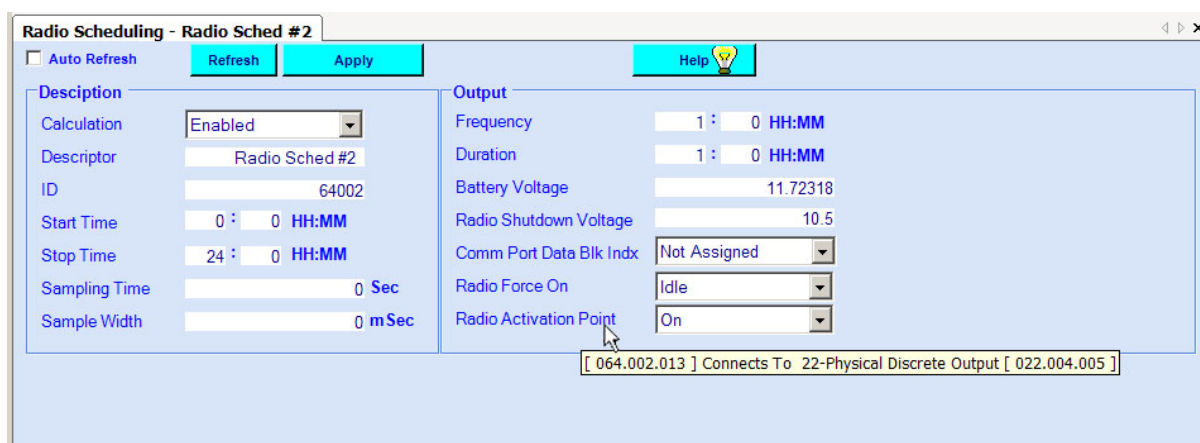 Radio Scheduling - Radio Sched #2
Auto Refresh Refresh Apply Help
Desciption
Calculation Enabled
Descriptor Radio Sched #2
ID 64002
Start Time 0 : 0 HH:MM
Stop Time 24 : 0 HH:MM
Sampling Time 0 Sec
Sample Width 0 mSec
Output
Frequency 1 : 0 HH:MM
Duration 1 : 0 HH:MM
Battery Voltage 11.72318
Radio Shutdown Voltage 10.5
Comm Port Data Blk Indx Not Assigned
Radio Force On Idle
Radio Activation Point On
[ 064.002.013 ] Connects To 22-Physical Discrete Output [ 022.004.005 ]